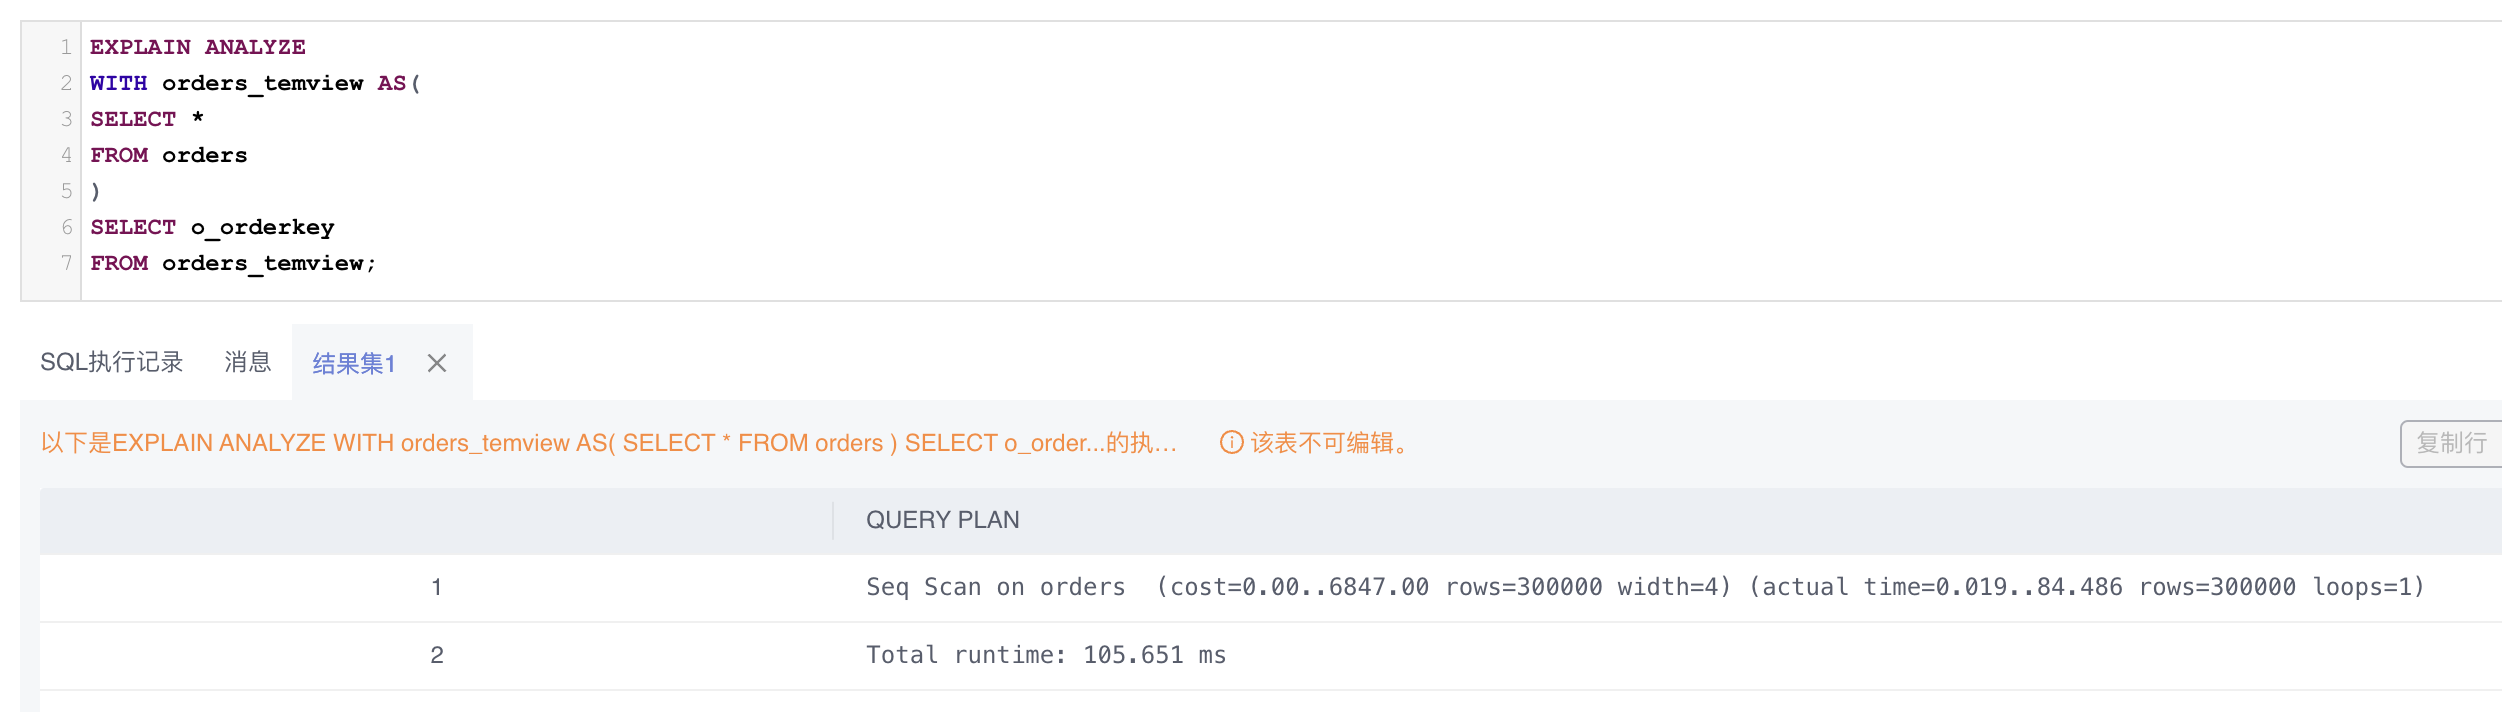 1 EXPLAIN ANALYZE
2 WITH orders_temview AS(
3 SELECT *
4 FROM orders
5 )
6 SELECT o_orderkey
7 FROM orders_temview;
SQL执行记录 消息 结果集1
以下是EXPLAIN ANALYZE WITH orders_temview AS( SELECT * FROM orders ) SELECT o_order...的执... 该表不可编辑。 复制行
QUERY PLAN
1 Seq Scan on orders  (cost=0.00..6847.00 rows=300000 width=4) (actual time=0.019..84.486 rows=300000 loops=1)
2 Total runtime: 105.651 ms